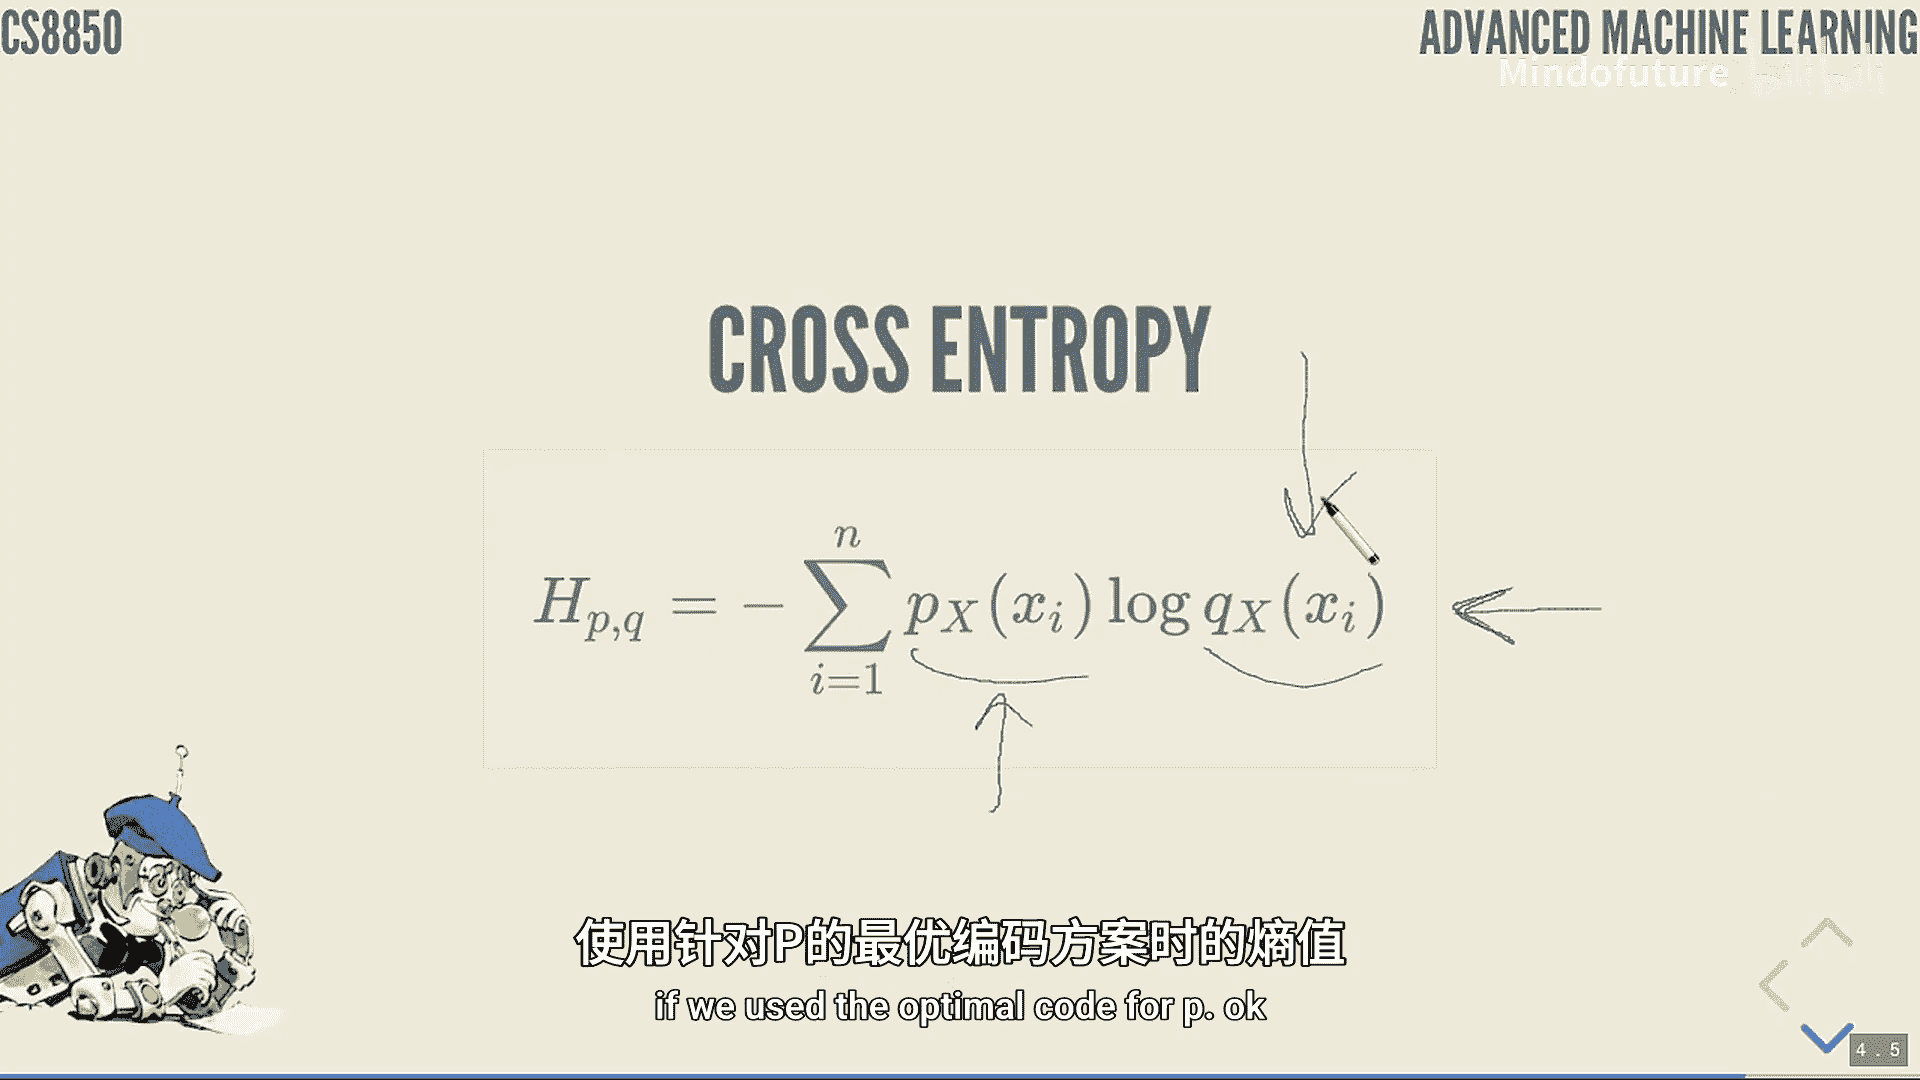 CS8850
ADVANCED MACHINE LEARNING
Mindofuture
CROSS ENTROPY
H_{p,q} = -\sum_{i=1}^{n} p_X(x_i) \log q_X(x_i)
使用针对P的最优编码方案时的熵值
if we used the optimal code for p. ok
4.5